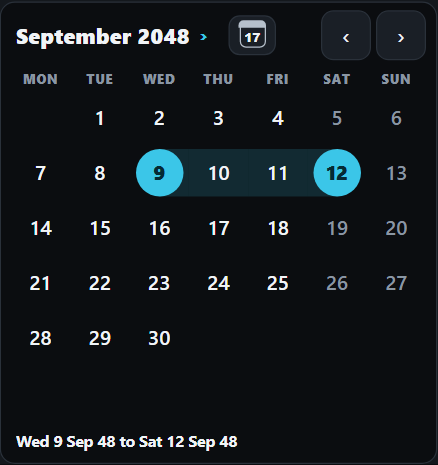 September 2048 › 17 ‹ ›
MON TUE WED THU FRI SAT SUN
1 2 3 4 5 6
7 8 9 10 11 12 13
14 15 16 17 18 19 20
21 22 23 24 25 26 27
28 29 30
Wed 9 Sep 48 to Sat 12 Sep 48